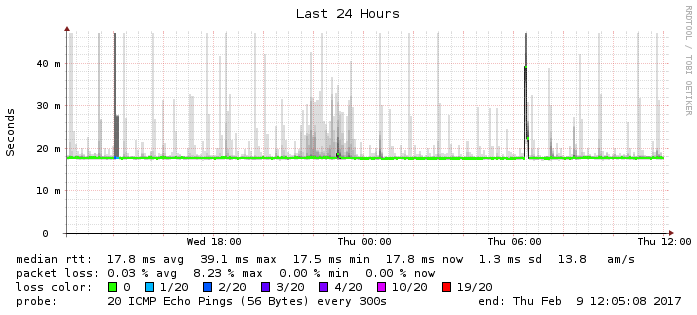 Last 24 Hours
RRDTOOL / TOBI OETIKER
Seconds
40 m
30 m
20 m
10 m
0
Wed 18:00 Thu 00:00 Thu 06:00 Thu 12:00
median rtt: 17.8 ms avg 39.1 ms max 17.5 ms min 17.8 ms now 1.3 ms sd 13.8 am/s
packet loss: 0.03 % avg 8.23 % max 0.00 % min 0.00 % now
loss color: 0 1/20 2/20 3/20 4/20 10/20 19/20
probe: 20 ICMP Echo Pings (56 Bytes) every 300s end: Thu Feb 9 12:05:08 2017